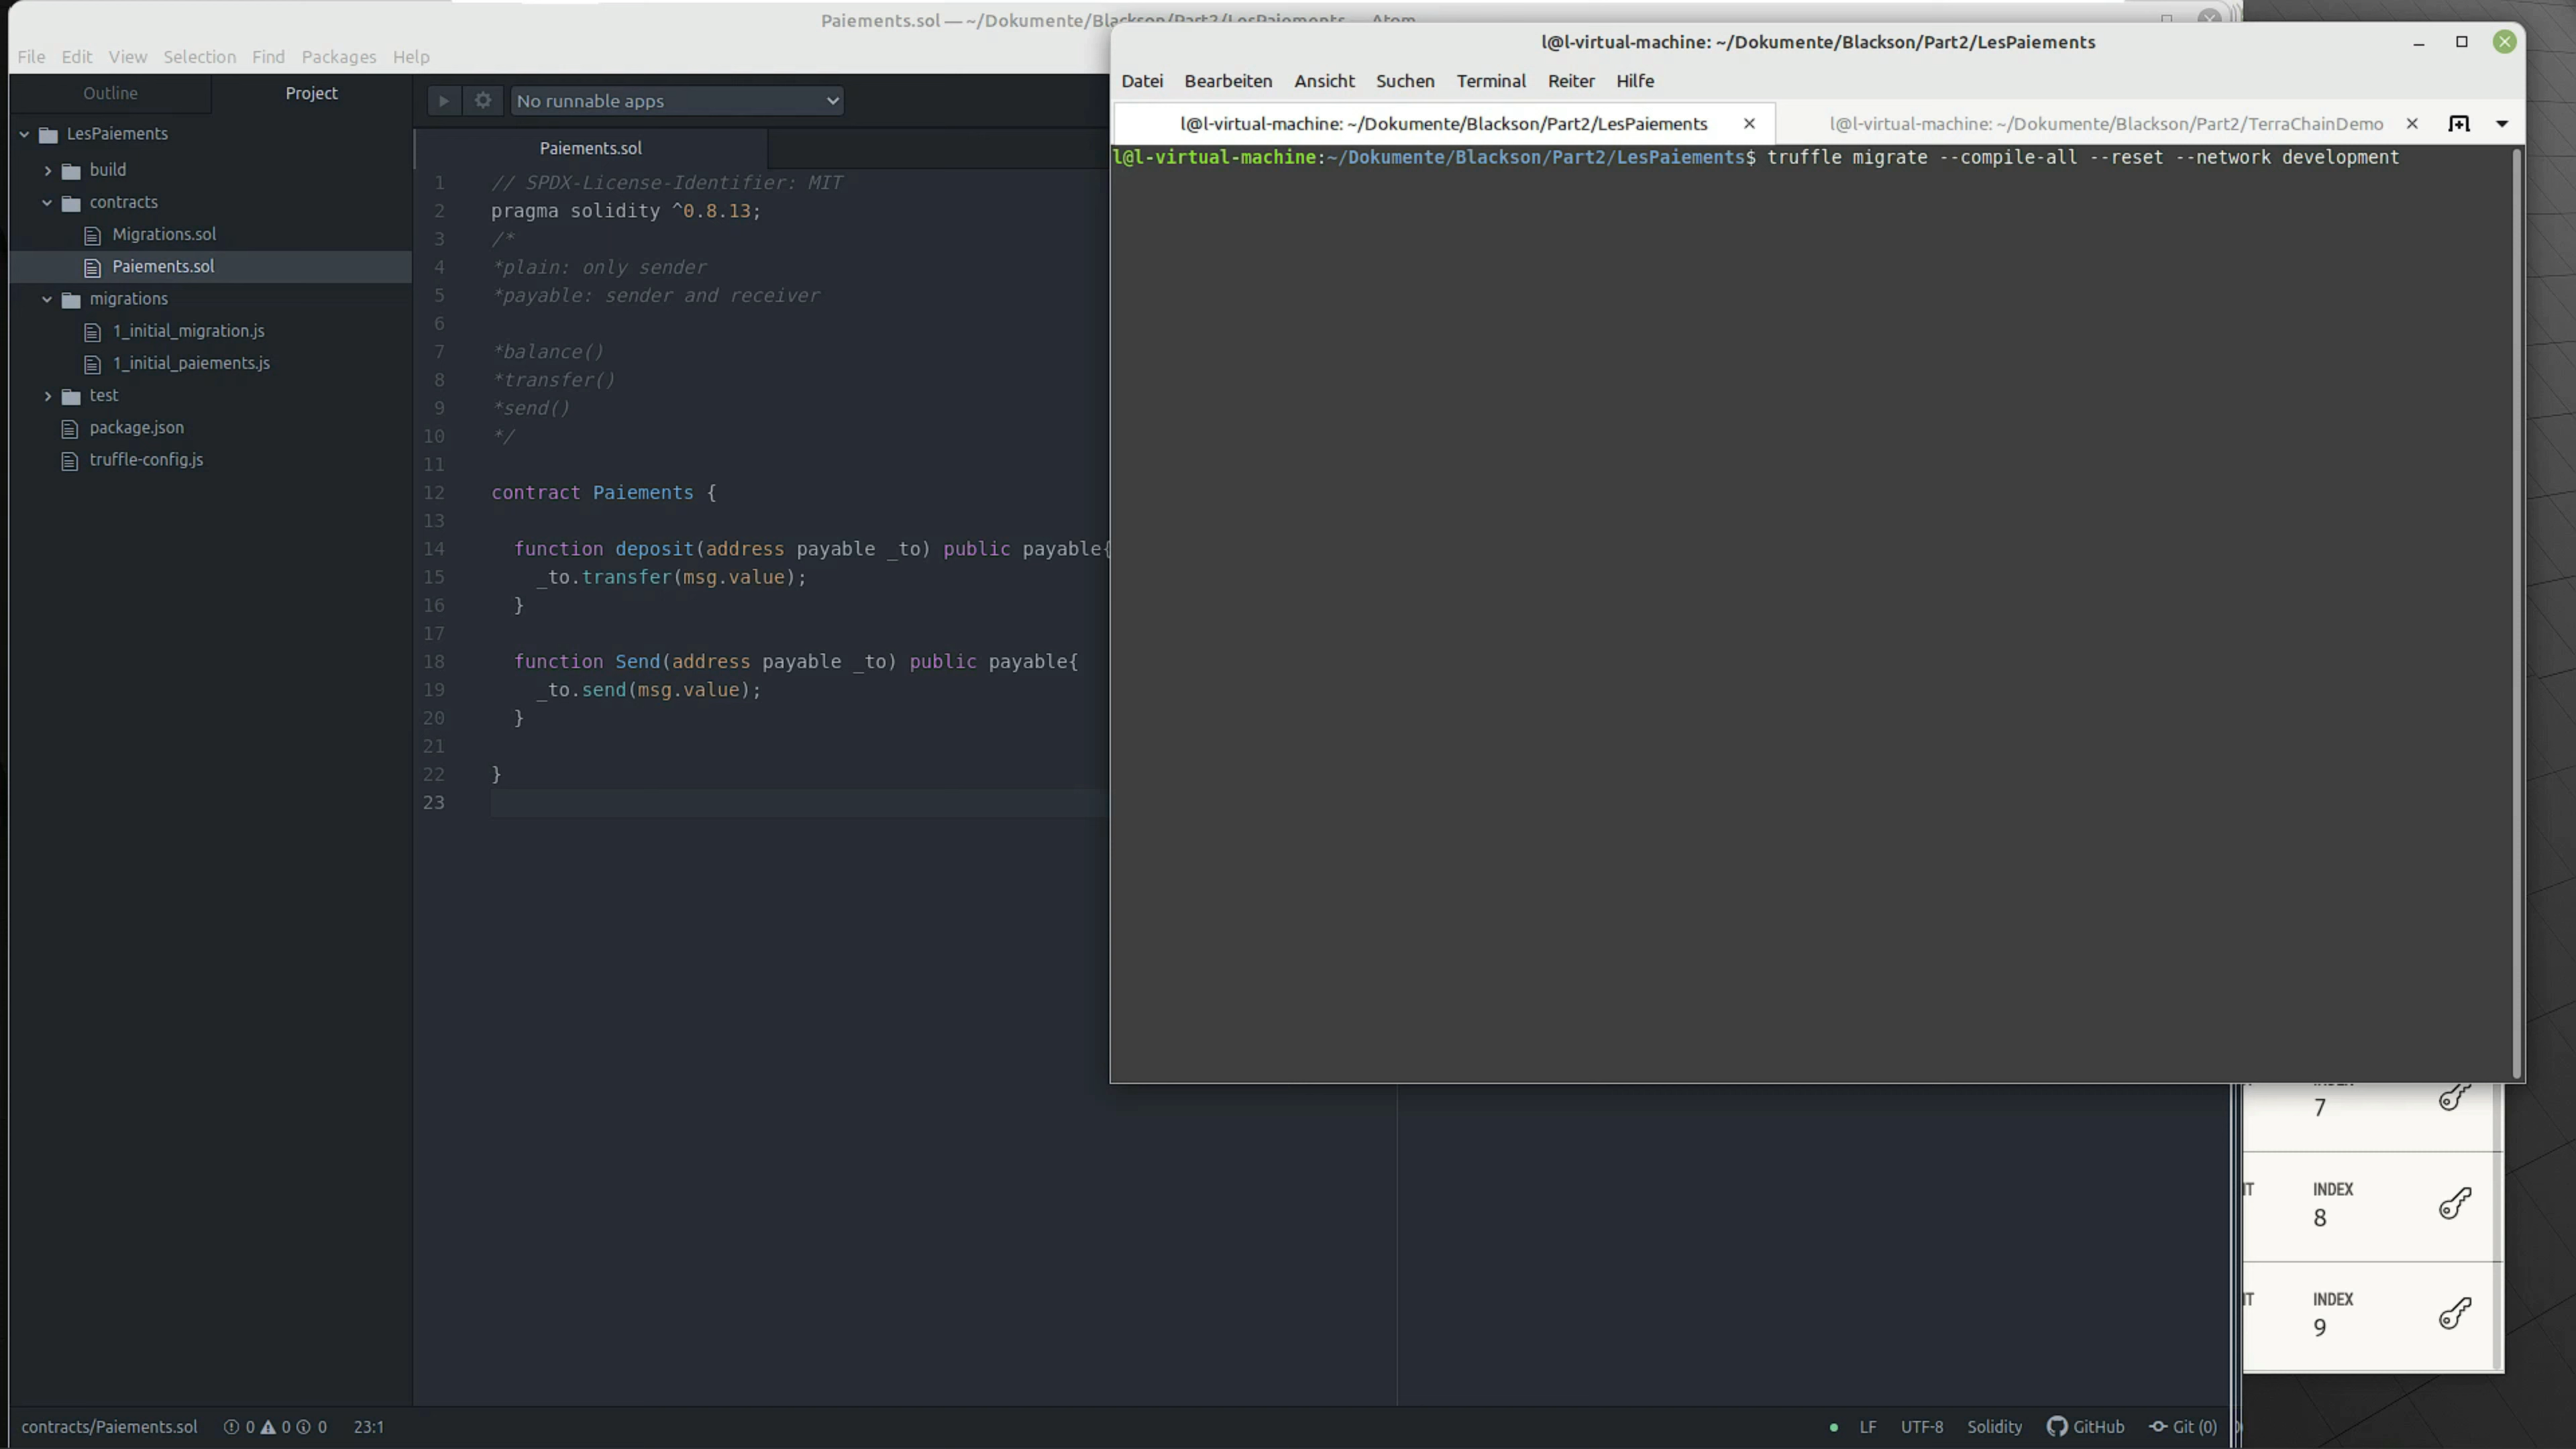 Paiements.sol — ~/Dokumente/Blackson/Part2/LesPaiements — Atom
File Edit View Selection Find Packages Help
Outline Project
LesPaiements
build
contracts
Migrations.sol
Paiements.sol
migrations
1_initial_migration.js
1_initial_paiements.js
test
package.json
truffle-config.js
No runnable apps
Paiements.sol
1 // SPDX-License-Identifier: MIT
2 pragma solidity ^0.8.13;
3 /*
4 *plain: only sender
5 *payable: sender and receiver
6
7 *balance()
8 *transfer()
9 *send()
10 */
11
12 contract Paiements {
13
14 function deposit(address payable _to) public payable{
15 _to.transfer(msg.value);
16 }
17
18 function Send(address payable _to) public payable{
19 _to.send(msg.value);
20 }
21
22 }
23
l@l-virtual-machine: ~/Dokumente/Blackson/Part2/LesPaiements
Datei Bearbeiten Ansicht Suchen Terminal Reiter Hilfe
l@l-virtual-machine: ~/Dokumente/Blackson/Part2/LesPaiements
l@l-virtual-machine: ~/Dokumente/Blackson/Part2/TerraChainDemo
l@l-virtual-machine:~/Dokumente/Blackson/Part2/LesPaiements$ truffle migrate --compile-all --reset --network development
7
INDEX
8
INDEX
9
contracts/Paiements.sol 0 0 0 23:1
LF UTF-8 Solidity GitHub Git (0)